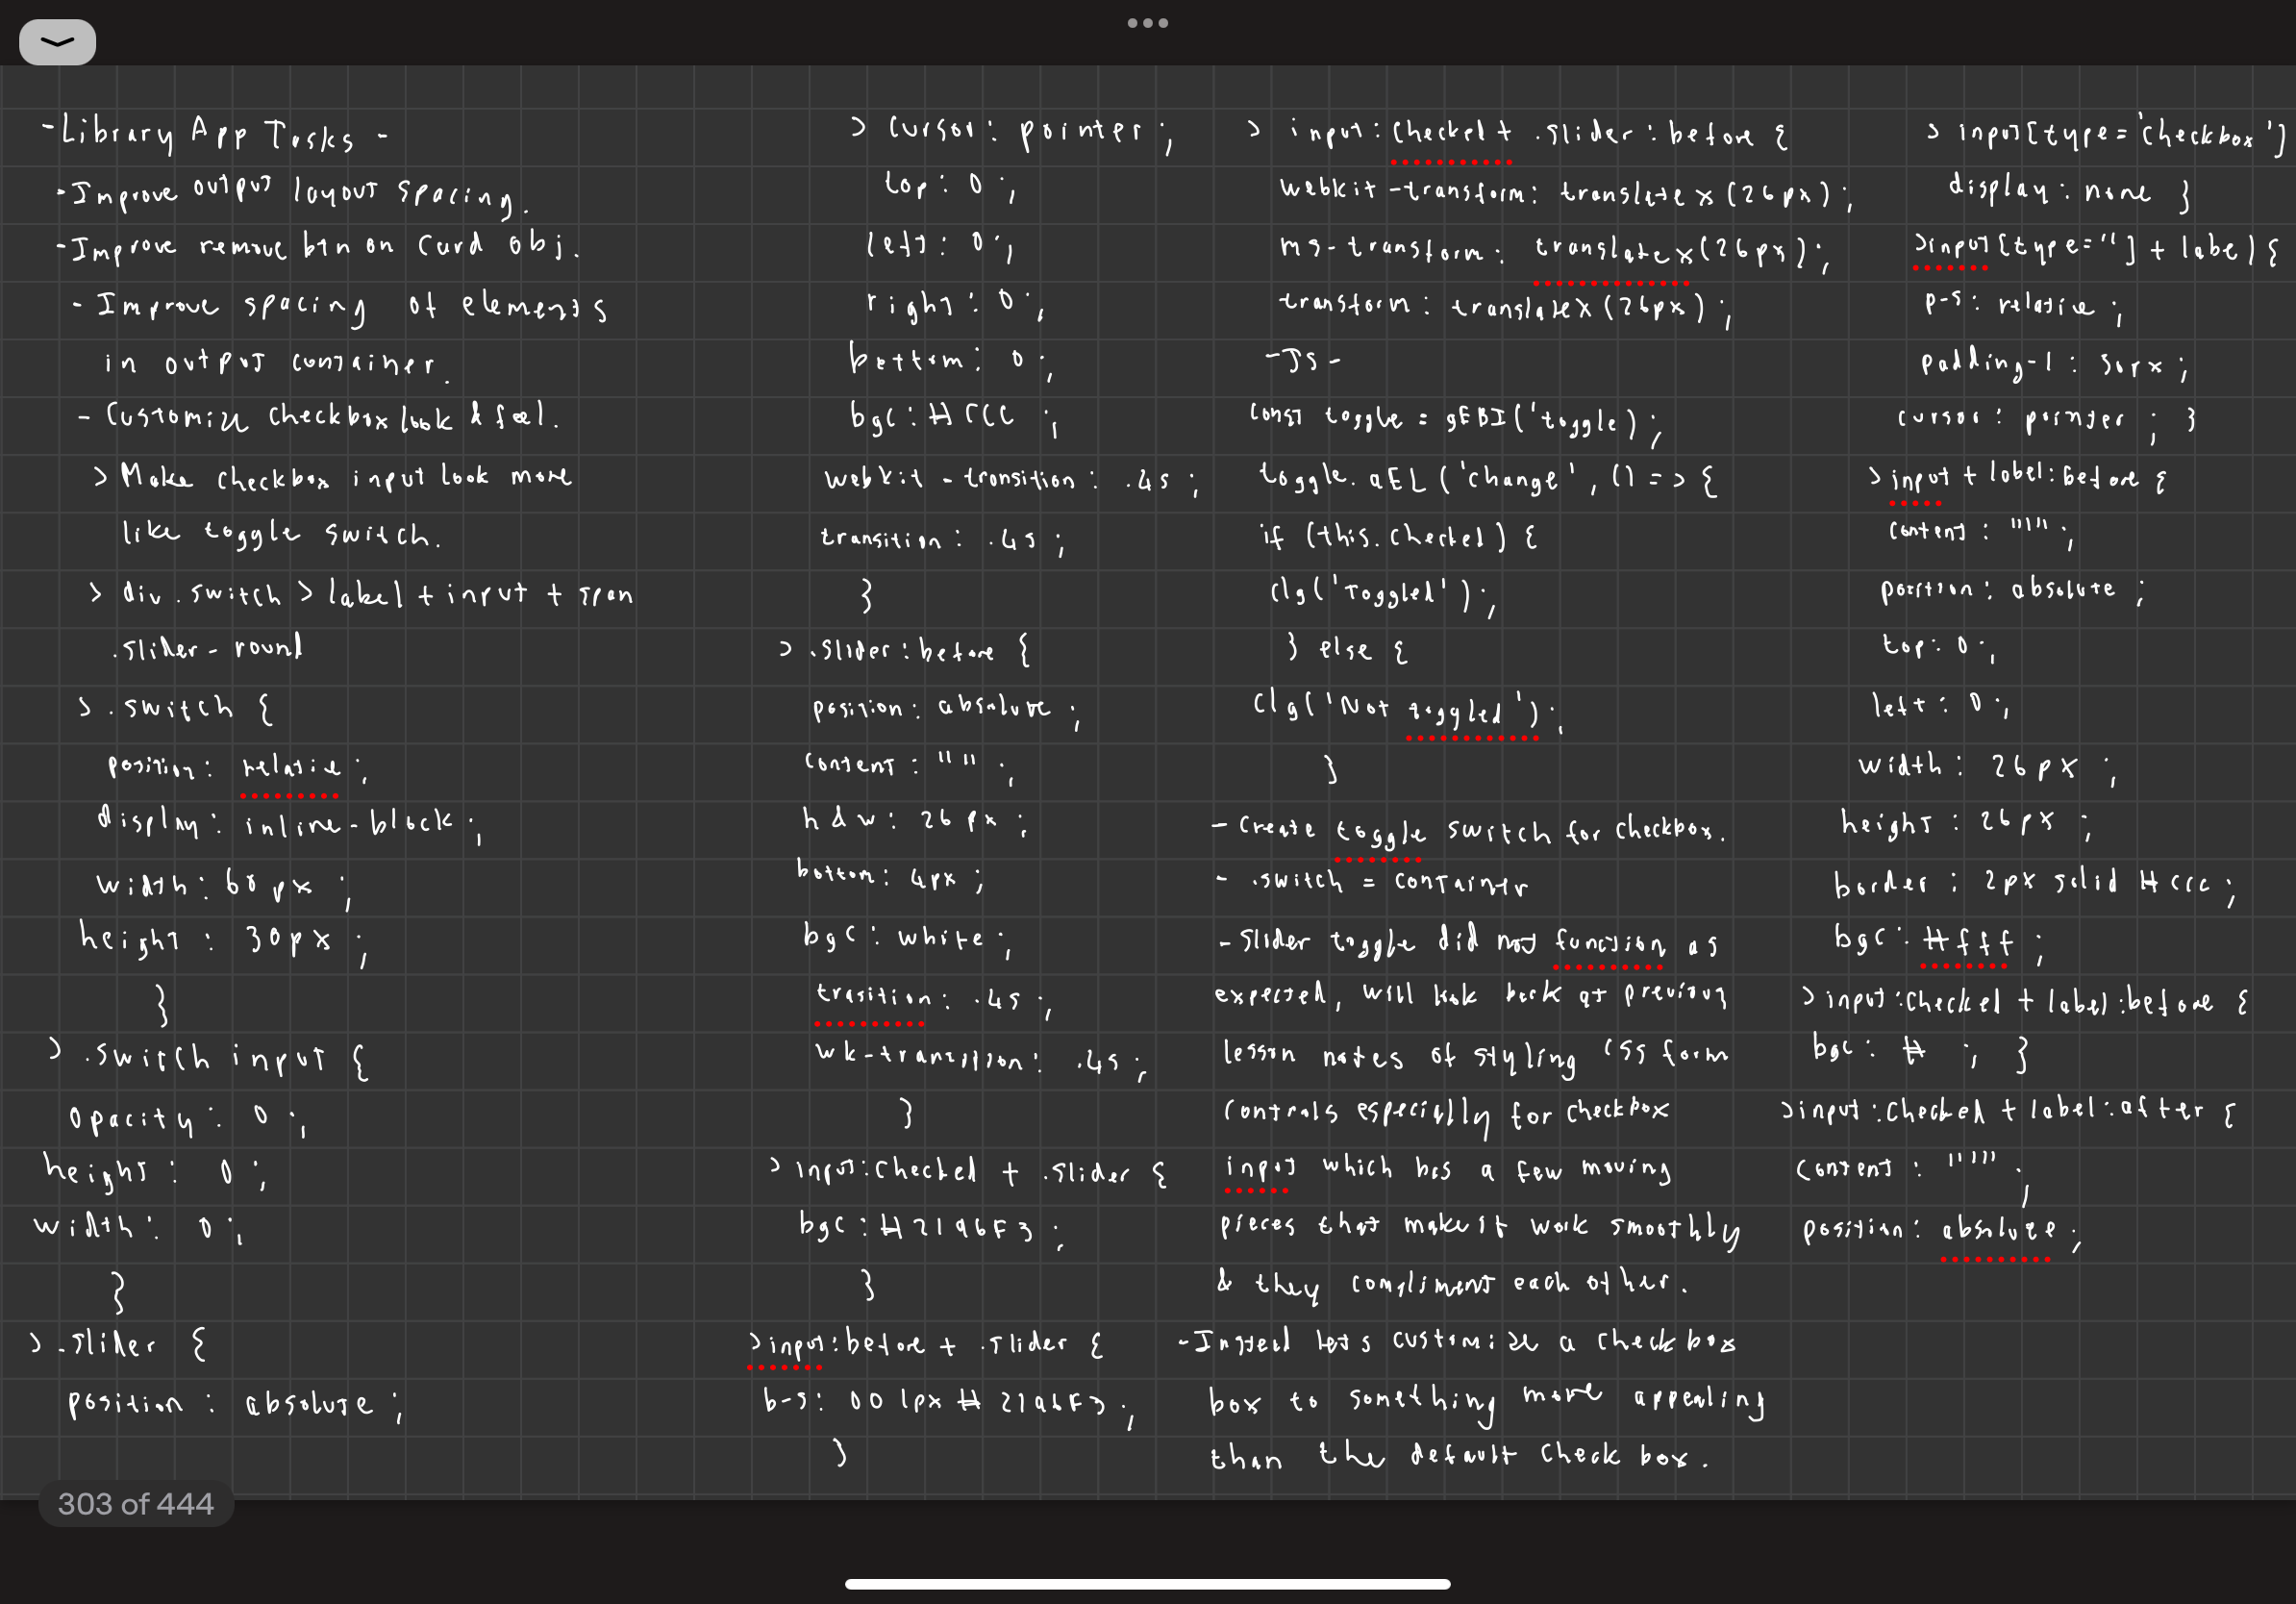 -Library App Tasks-
-Improve output layout spacing.
-Improve remove btn on Card obj.
- Improve spacing of elements
in output container.
- Customize checkbox look & feel.
> Make checkbox input look more
like toggle switch.
> div.switch > label + input + span
.slider-round
> .switch {
position: relatie;
display: inline-block;
width: 60px;
height: 30px;
}
> .switch input {
opacity: 0;
height: 0;
width: 0;
}
> .slider {
position: absolute;
> cursor: pointer;
top: 0;
left: 0;
right: 0;
bottom: 0;
bgc: #CCC;
webkit-transition: .4s;
transition: .4s;
}
> .slider:before {
position: absolute;
content: "";
h&w: 26px;
bottom: 4px;
bgc: white;
trasition: .4s;
wk-transition: .4s;
}
> input:checked + .slider {
bgc: #2196F3;
}
>input:before + .slider {
b-s: 0 0 1px #2196F3;
}
> input:checked + .slider:before {
webkit-transform: translatex(26px);
ms-transform: translatex(26px);
transform: translatex(26px);
-JS-
const toggle = gEBI('toggle);
toggle.aEL('change', () => {
if (this.checked) {
clg('Toggled');
} else {
clg('Not toggled');
}
- Create toggle switch for checkbox.
- .switch = container
- Slider toggle did not function as
expected, will look back at previous
lesson notes of styling CSS form
controls especially for checkbox
input which has a few moving
pieces that make it work smoothly
& they compliment each other.
-Insted lets customize a checkbox
box to something more appealing
than the default check box.
> input[type='checkbox']
display: none }
>input[type=''] + label {
p-s: relative;
padding-l: 30px;
cursor: pointer; }
> input + label:before {
content: "";
position: absolute;
top: 0;
left: 0;
width: 26px;
height: 26px;
border: 2px solid #ccc;
bgc: #fff;
> input:checked + label:before {
bgc: # ; }
>input:checked + label:after {
content: "";
position: absolute;
303 of 444